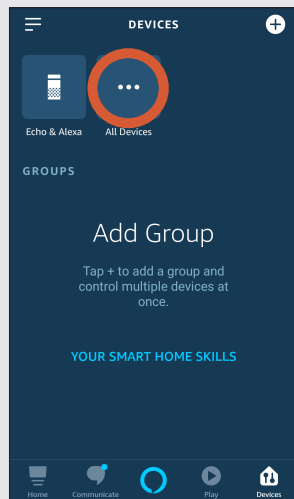 DEVICES
Echo & Alexa
All Devices
GROUPS
Add Group
Tap + to add a group and
control multiple devices at
once.
YOUR SMART HOME SKILLS
Home
Communicate
Play
Devices